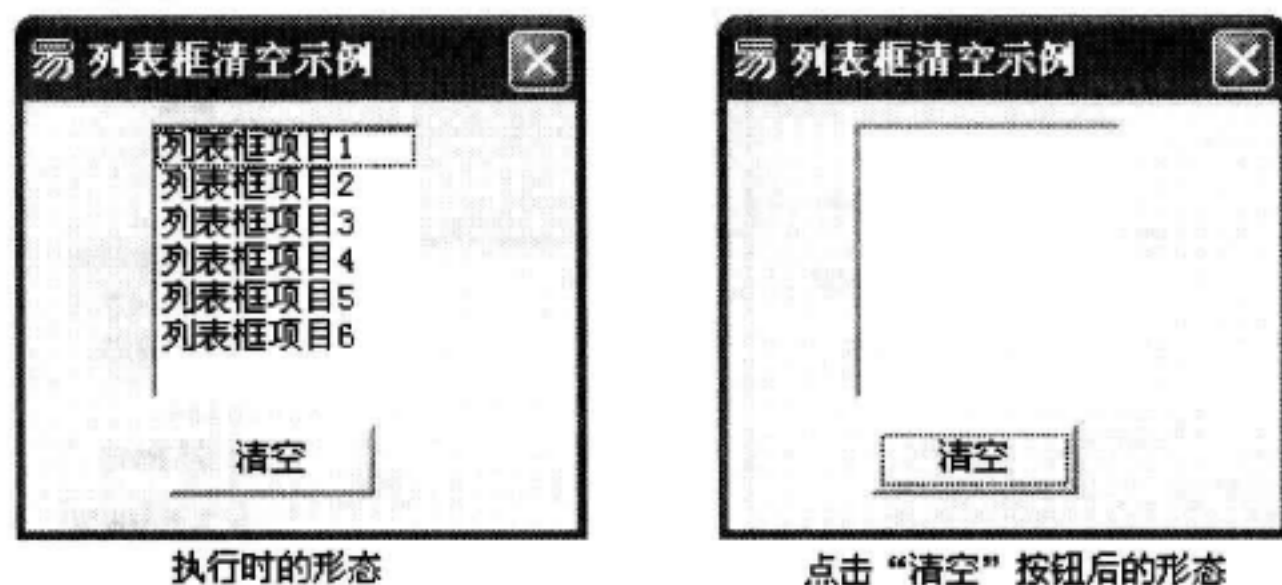 易 列表框清空示例
列表框项目1
列表框项目2
列表框项目3
列表框项目4
列表框项目5
列表框项目6
清空
执行时的形态
易 列表框清空示例
清空
点击“清空”按钮后的形态